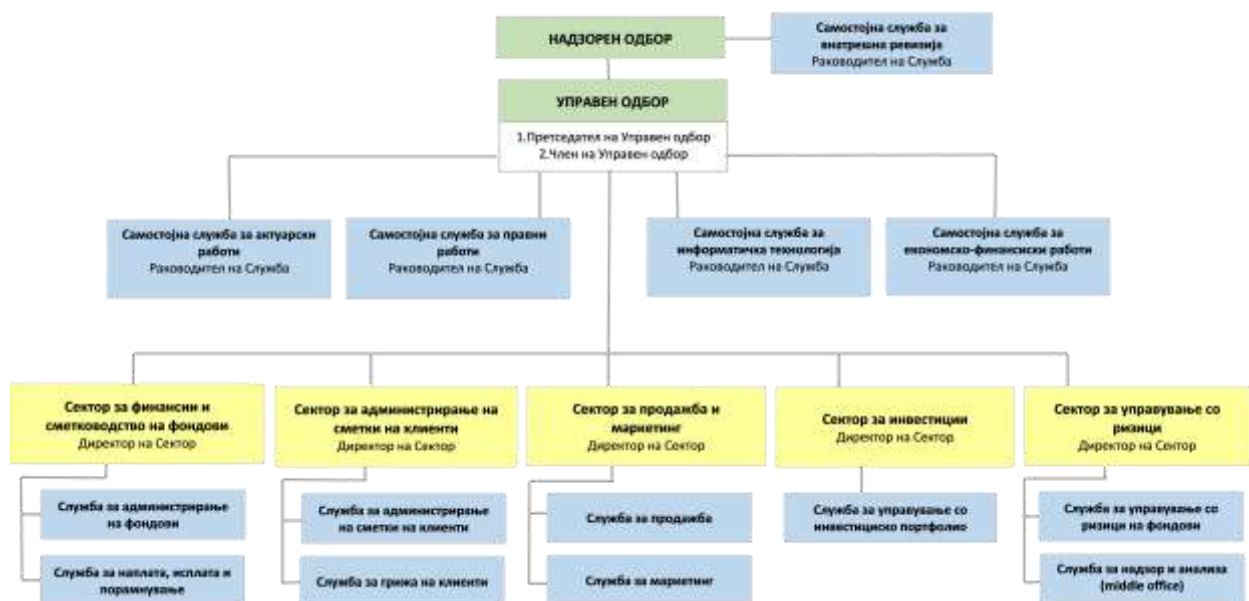 НАДЗОРЕН ОДБОР
Самостојна служба за
внатрешна ревизија
Раководител на Служба
УПРАВЕН ОДБОР
1.Претседател на Управен одбор
2.Член на Управен одбор
Самостојна служба за актуарски
работи
Раководител на Служба
Самостојна служба за правни
работи
Раководител на Служба
Самостојна служба за
информатичка технологија
Раководител на Служба
Самостојна служба за
економско-финансиски работи
Раководител на Служба
Сектор за финансии и
сметководство на фондови
Директор на Сектор
Сектор за администрирање на
сметки на клиенти
Директор на Сектор
Сектор за продажба и
маркетинг
Директор на Сектор
Сектор за инвестиции
Директор на Сектор
Сектор за управување со
ризици
Директор на Сектор
Служба за администрирање
на фондови
Служба за администрирање
на сметки на клиенти
Служба за продажба
Служба за управување со
инвестициско портфолио
Служба за управување со
ризици на фондови
Служба за наплата, исплата и
порамнување
Служба за грижа на клиенти
Служба за маркетинг
Служба за надзор и анализа
(middle office)